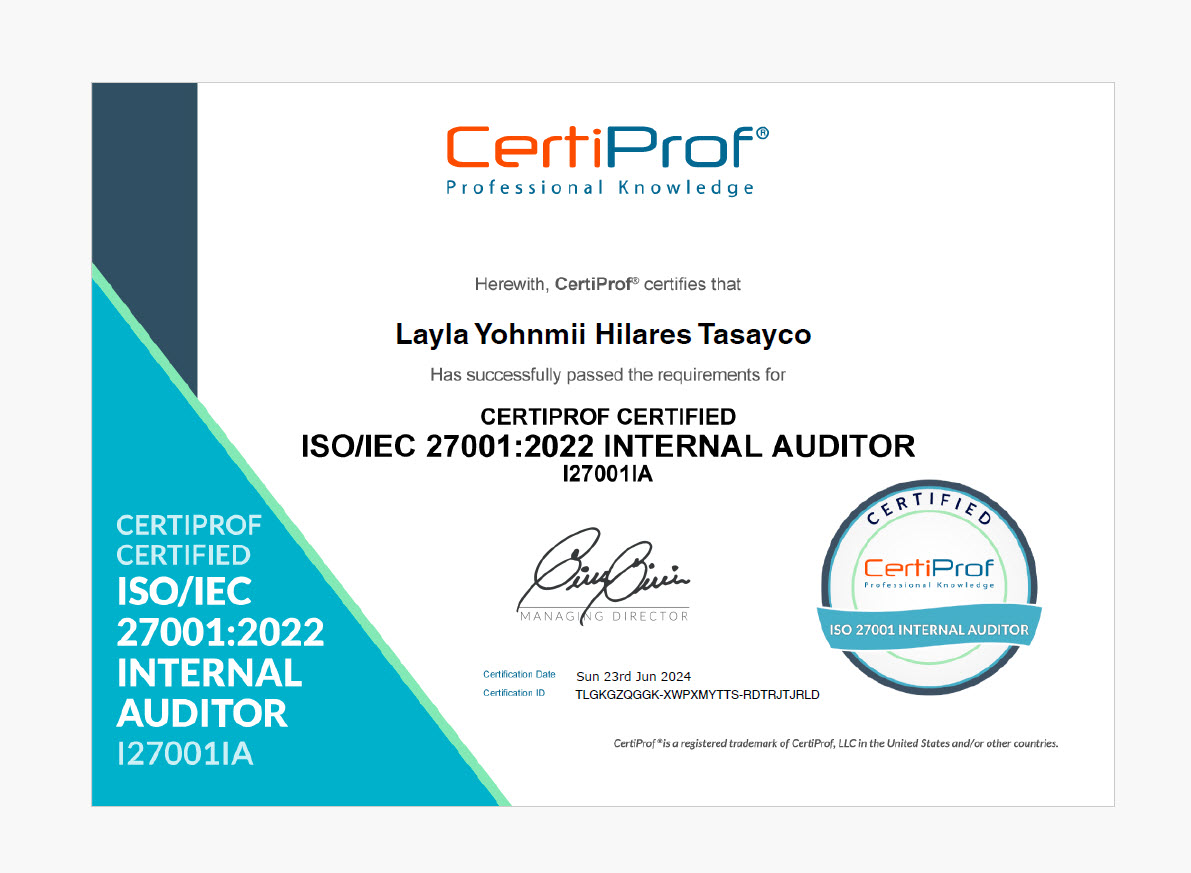 CertiProf®
Professional Knowledge
Herewith, CertiProf® certifies that
Layla Yohnmii Hilares Tasayco
Has successfully passed the requirements for
CERTIPROF CERTIFIED
ISO/IEC 27001:2022 INTERNAL AUDITOR
I27001IA
CERTIPROF
CERTIFIED
ISO/IEC
27001:2022
INTERNAL
AUDITOR
I27001IA
MANAGING DIRECTOR
CERTIFIED
CertiProf
Professional Knowledge
ISO 27001 INTERNAL AUDITOR
Certification Date Sun 23rd Jun 2024
Certification ID TLGKGZQGGK-XWPXMYTTS-RDTRJTJRLD
CertiProf® is a registered trademark of CertiProf, LLC in the United States and/or other countries.